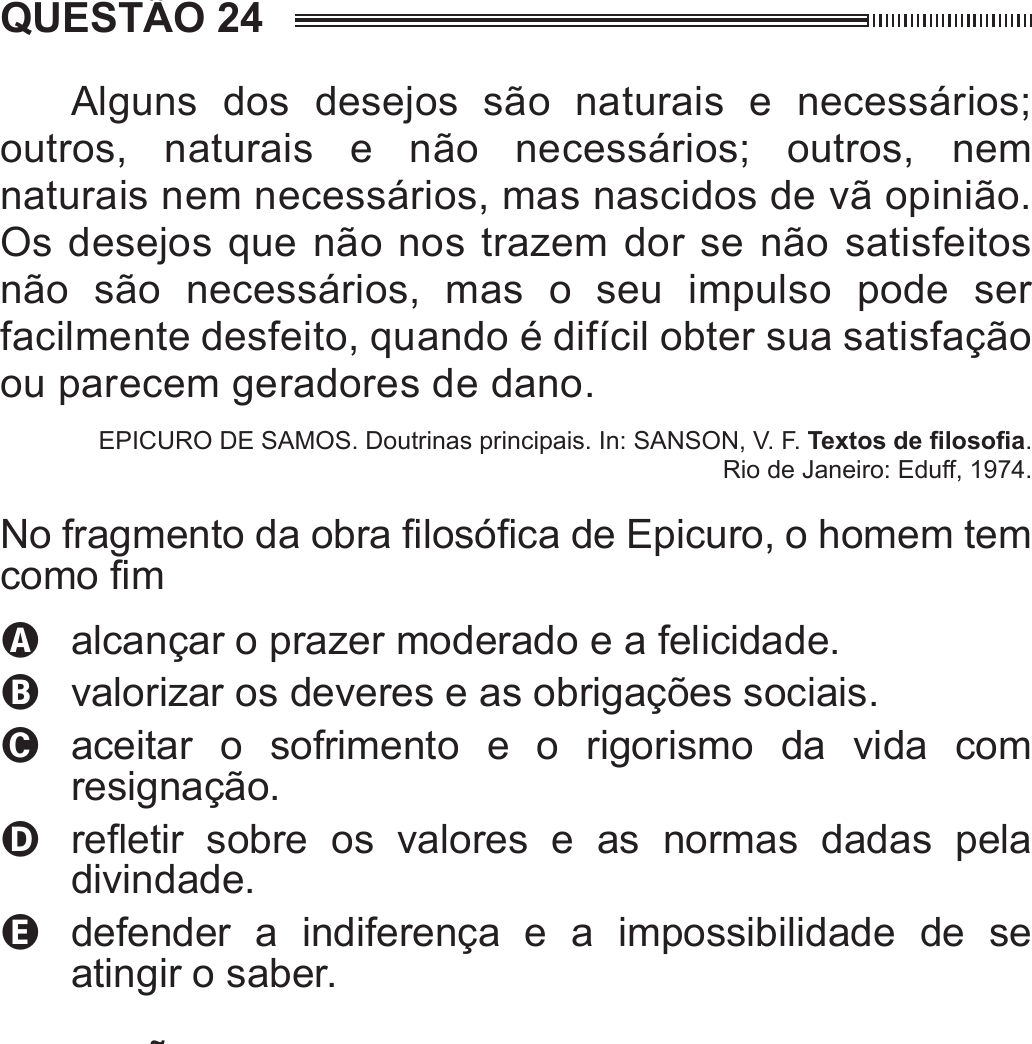 QUESTÃO 24
Alguns dos desejos são naturais e necessários;
outros, naturais e não necessários; outros, nem
naturais nem necessários, mas nascidos de vã opinião.
Os desejos que não nos trazem dor se não satisfeitos
não são necessários, mas o seu impulso pode ser
facilmente desfeito, quando é difícil obter sua satisfação
ou parecem geradores de dano.
EPICURO DE SAMOS. Doutrinas principais. In: SANSON, V. F. Textos de filosofia.
Rio de Janeiro: Eduff, 1974.
No fragmento da obra filosófica de Epicuro, o homem tem
como fim
A alcançar o prazer moderado e a felicidade.
B valorizar os deveres e as obrigações sociais.
C aceitar o sofrimento e o rigorismo da vida com
resignação.
D refletir sobre os valores e as normas dadas pela
divindade.
E defender a indiferença e a impossibilidade de se
atingir o saber.